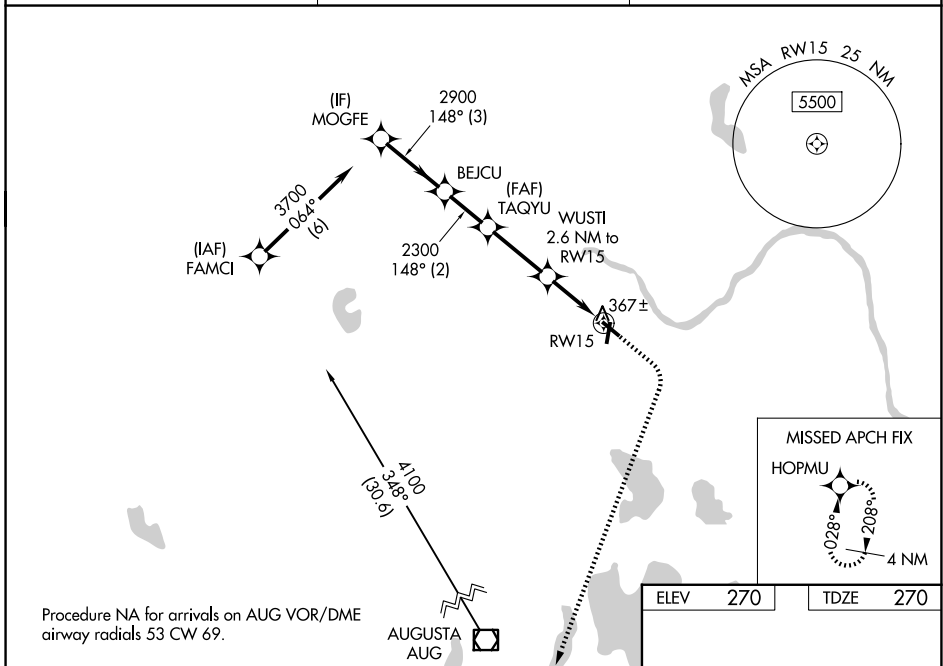 MSA RW15 25 NM
5500
(IF)
MOGFE
2900
148° (3)
BEJCU
(FAF)
TAQYU
3700
064°
(6)
WUSTI
2.6 NM to
RW15
(IAF)
FAMCI
2300
148° (2)
367±
RW15
4100
348°
(30.6)
MISSED APCH FIX
HOPMU
028°
208°
4 NM
ELEV 270
TDZE 270
Procedure NA for arrivals on AUG VOR/DME
airway radials 53 CW 69.
AUGUSTA
AUG